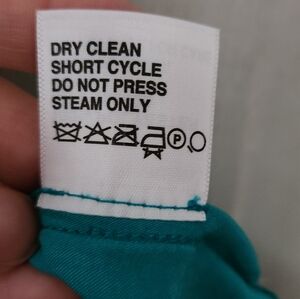 DRY CLEAN
SHORT CYCLE
DO NOT PRESS
STEAM ONLY
P